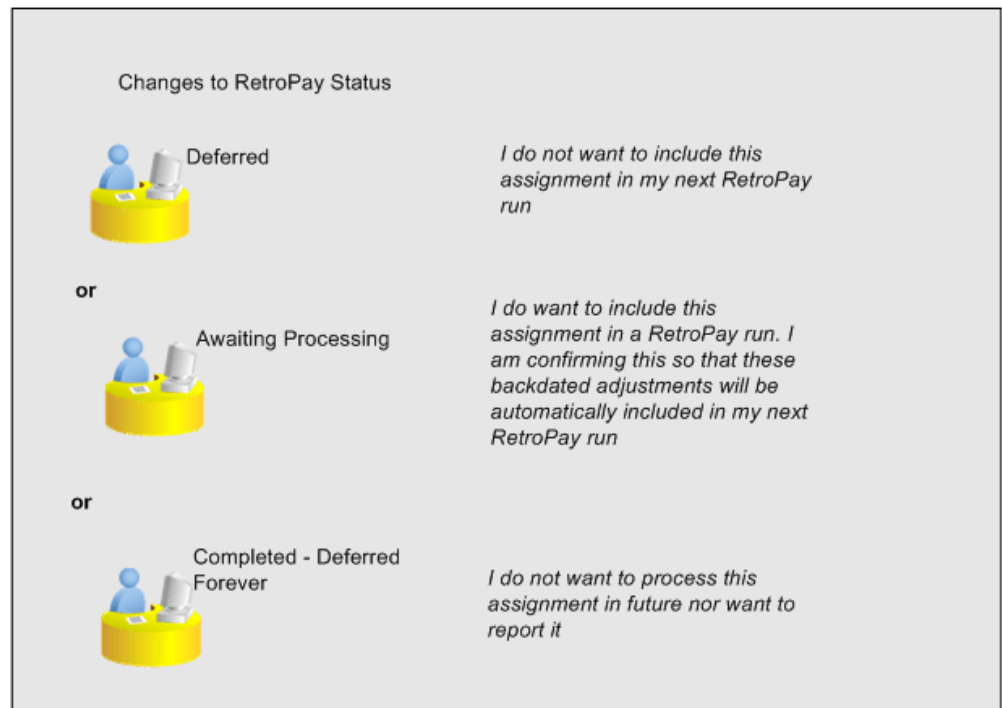 Changes to RetroPay Status
Deferred
I do not want to include this
assignment in my next RetroPay
run
or
Awaiting Processing
I do want to include this
assignment in a RetroPay run. I
am confirming this so that these
backdated adjustments will be
automatically included in my next
RetroPay run
or
Completed - Deferred
Forever
I do not want to process this
assignment in future nor want to
report it